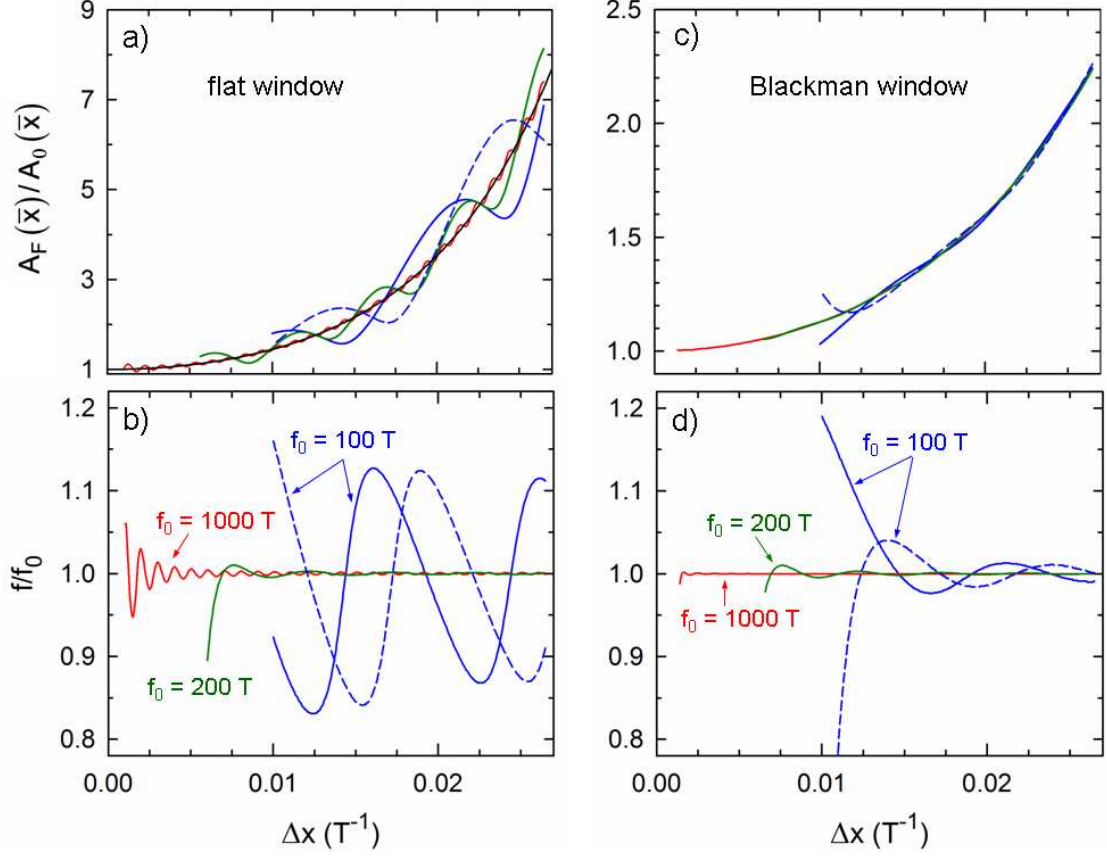 a)
flat window
9
7
5
3
1
A_F (x̄) / A_0 (x̄)
c)
Blackman window
2.5
2.0
1.5
1.0
b)
f_0 = 100 T
f_0 = 1000 T
f_0 = 200 T
1.2
1.1
1.0
0.9
0.8
f/f_0
0.00
0.01
0.02
Δx (T^{-1})
d)
f_0 = 100 T
f_0 = 200 T
f_0 = 1000 T
1.2
1.1
1.0
0.9
0.8
0.00
0.01
0.02
Δx (T^{-1})